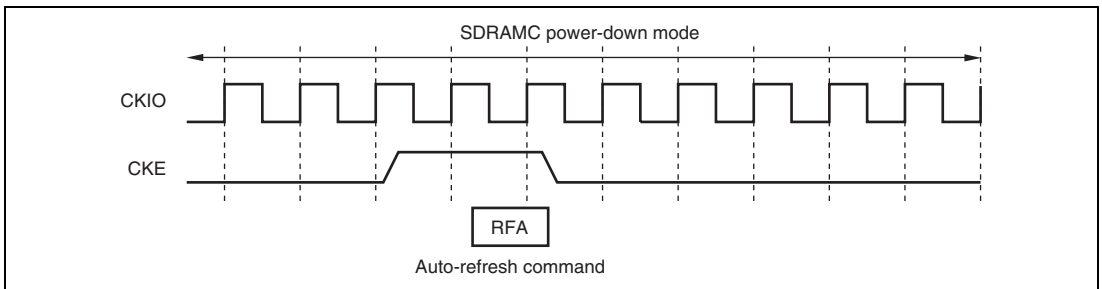 SDRAMC power-down mode
CKIO
CKE
RFA
Auto-refresh command